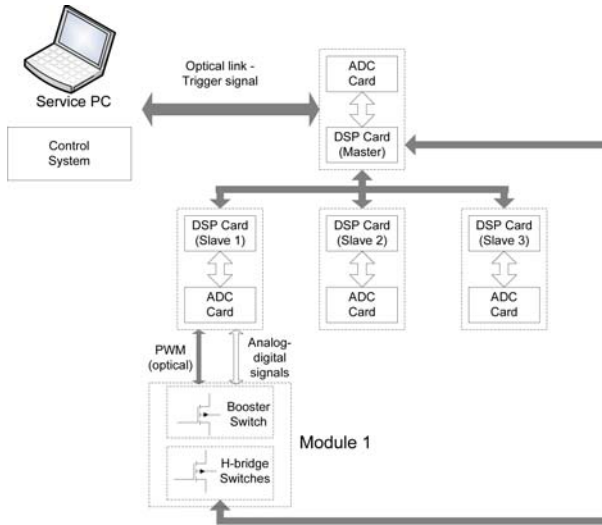 Service PC
Control
System
Optical link -
Trigger signal
ADC
Card
DSP Card
(Master)
DSP Card
(Slave 1)
ADC
Card
DSP Card
(Slave 2)
ADC
Card
DSP Card
(Slave 3)
ADC
Card
PWM
(optical)
Analog-
digital
signals
Booster
Switch
H-bridge
Switches
Module 1